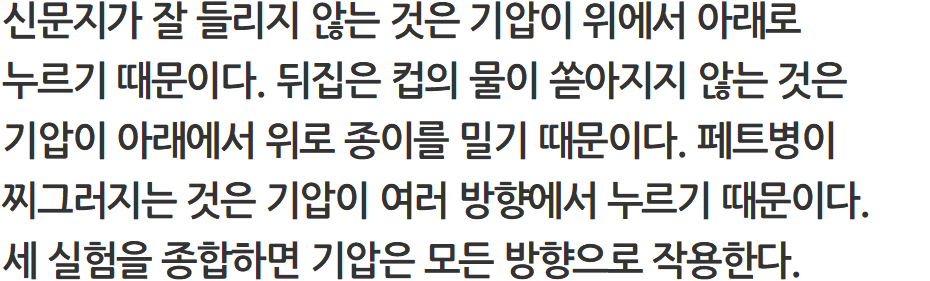 신문지가 잘 들리지 않는 것은 기압이 위에서 아래로
누르기 때문이다. 뒤집은 컵의 물이 쏟아지지 않는 것은
기압이 아래에서 위로 종이를 밀기 때문이다. 페트병이
찌그러지는 것은 기압이 여러 방향에서 누르기 때문이다.
세 실험을 종합하면 기압은 모든 방향으로 작용한다.